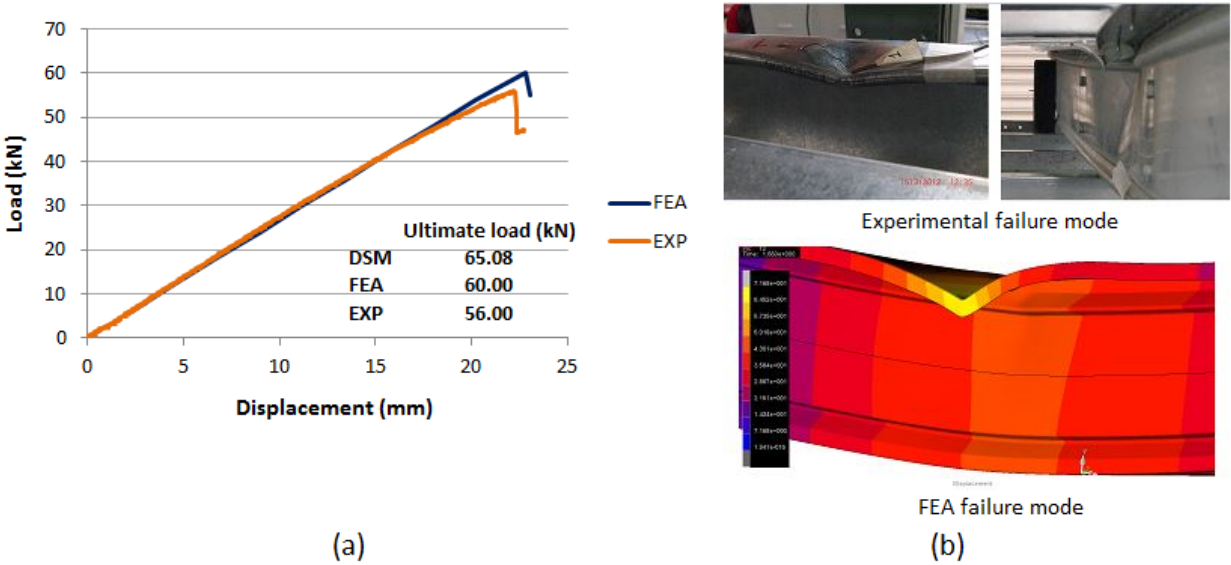 70
60
50
40
30
20
10
0
0 5 10 15 20 25
Load (kN)
Displacement (mm)
Ultimate load (kN)
DSM 65.08
FEA 60.00
EXP 56.00
FEA
EXP
(a)
Experimental failure mode
Displacement
FEA failure mode
(b)